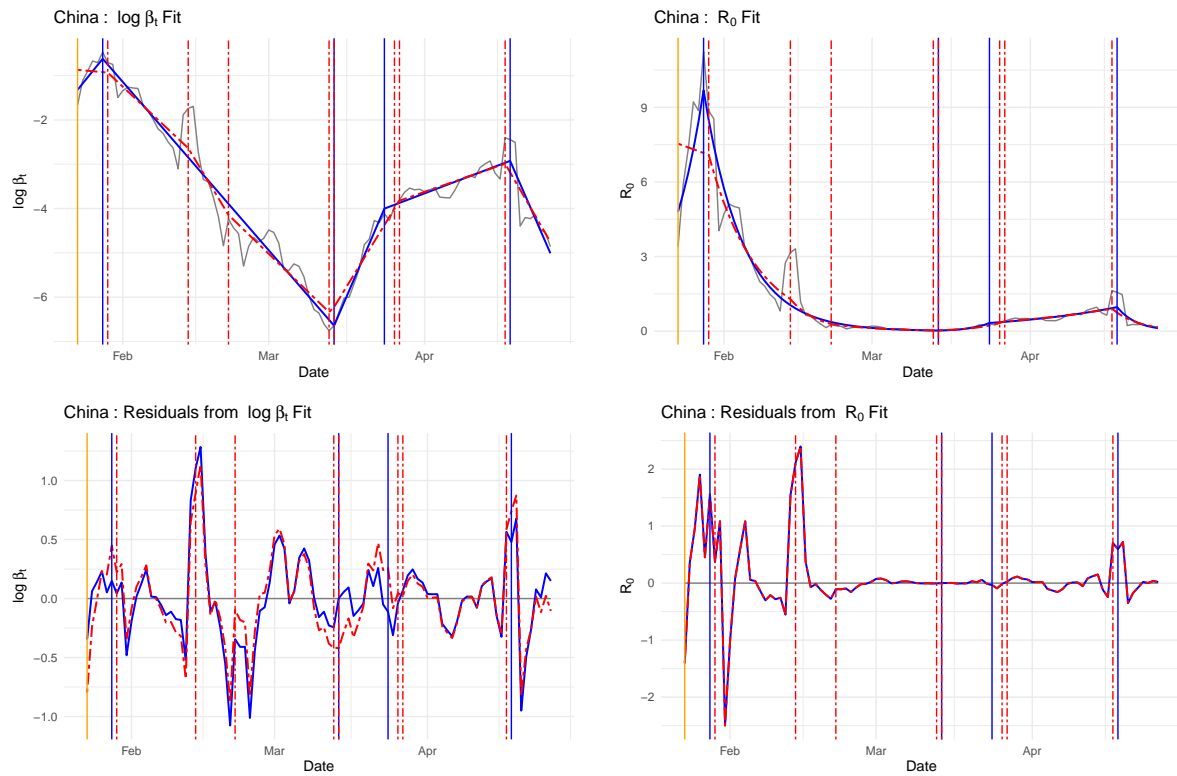 China : log βt Fit
log βt
−2
−4
−6
Feb
Mar
Apr
Date
China : R0 Fit
R0
9
6
3
0
Feb
Mar
Apr
Date
China : Residuals from log βt Fit
log βt
1.0
0.5
0.0
−0.5
−1.0
Feb
Mar
Apr
Date
China : Residuals from R0 Fit
R0
2
1
0
−1
−2
Feb
Mar
Apr
Date